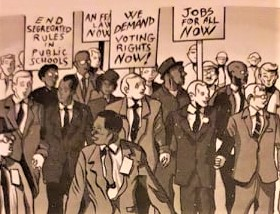 END
SEGREGATED
RULES IN
PUBLIC
SCHOOLS
AN
LAW
NOW
WE
DEMAND
VOTING
RIGHTS
NOW!
JOBS
FOR ALL
NOW